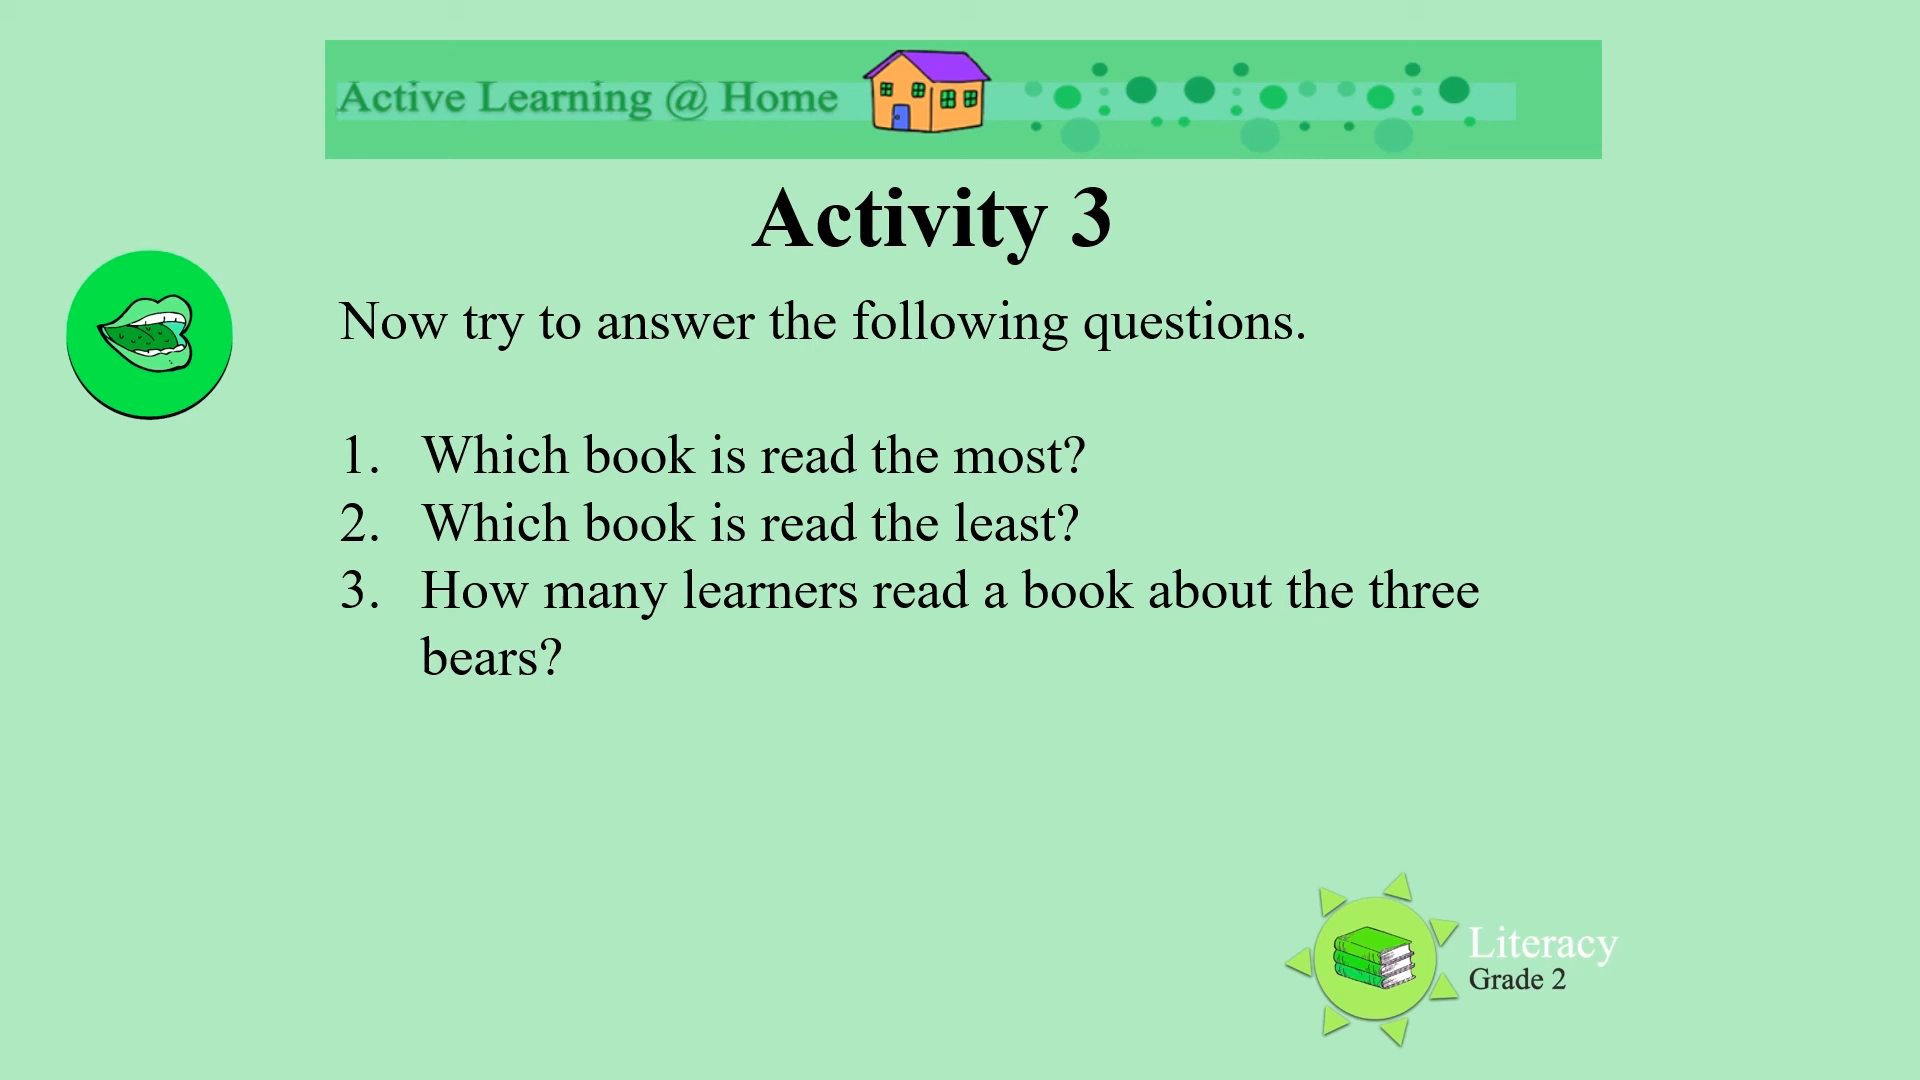 Active Learning @ Home
Activity 3
Now try to answer the following questions.
1. Which book is read the most?
2. Which book is read the least?
3. How many learners read a book about the three
bears?
Literacy
Grade 2